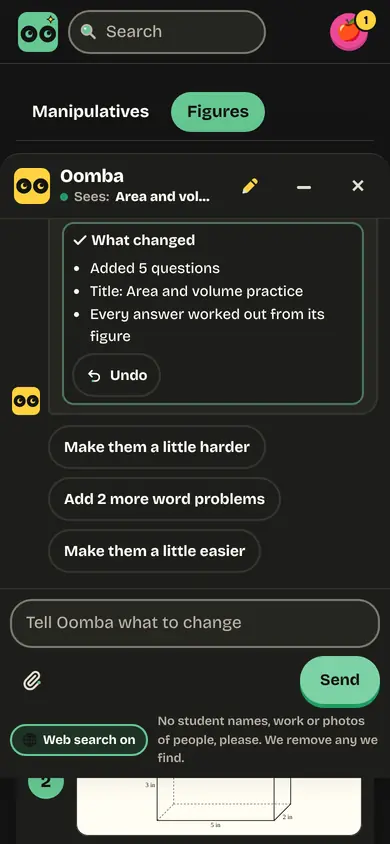 Search
1
Manipulatives
Figures
Oomba
Sees: Area and vol...
What changed
Added 5 questions
Title: Area and volume practice
Every answer worked out from its
figure
Undo
Make them a little harder
Add 2 more word problems
Make them a little easier
Tell Oomba what to change
Send
Web search on
No student names, work or photos
of people, please. We remove any we
find.
2
3 in
2 in
5 in